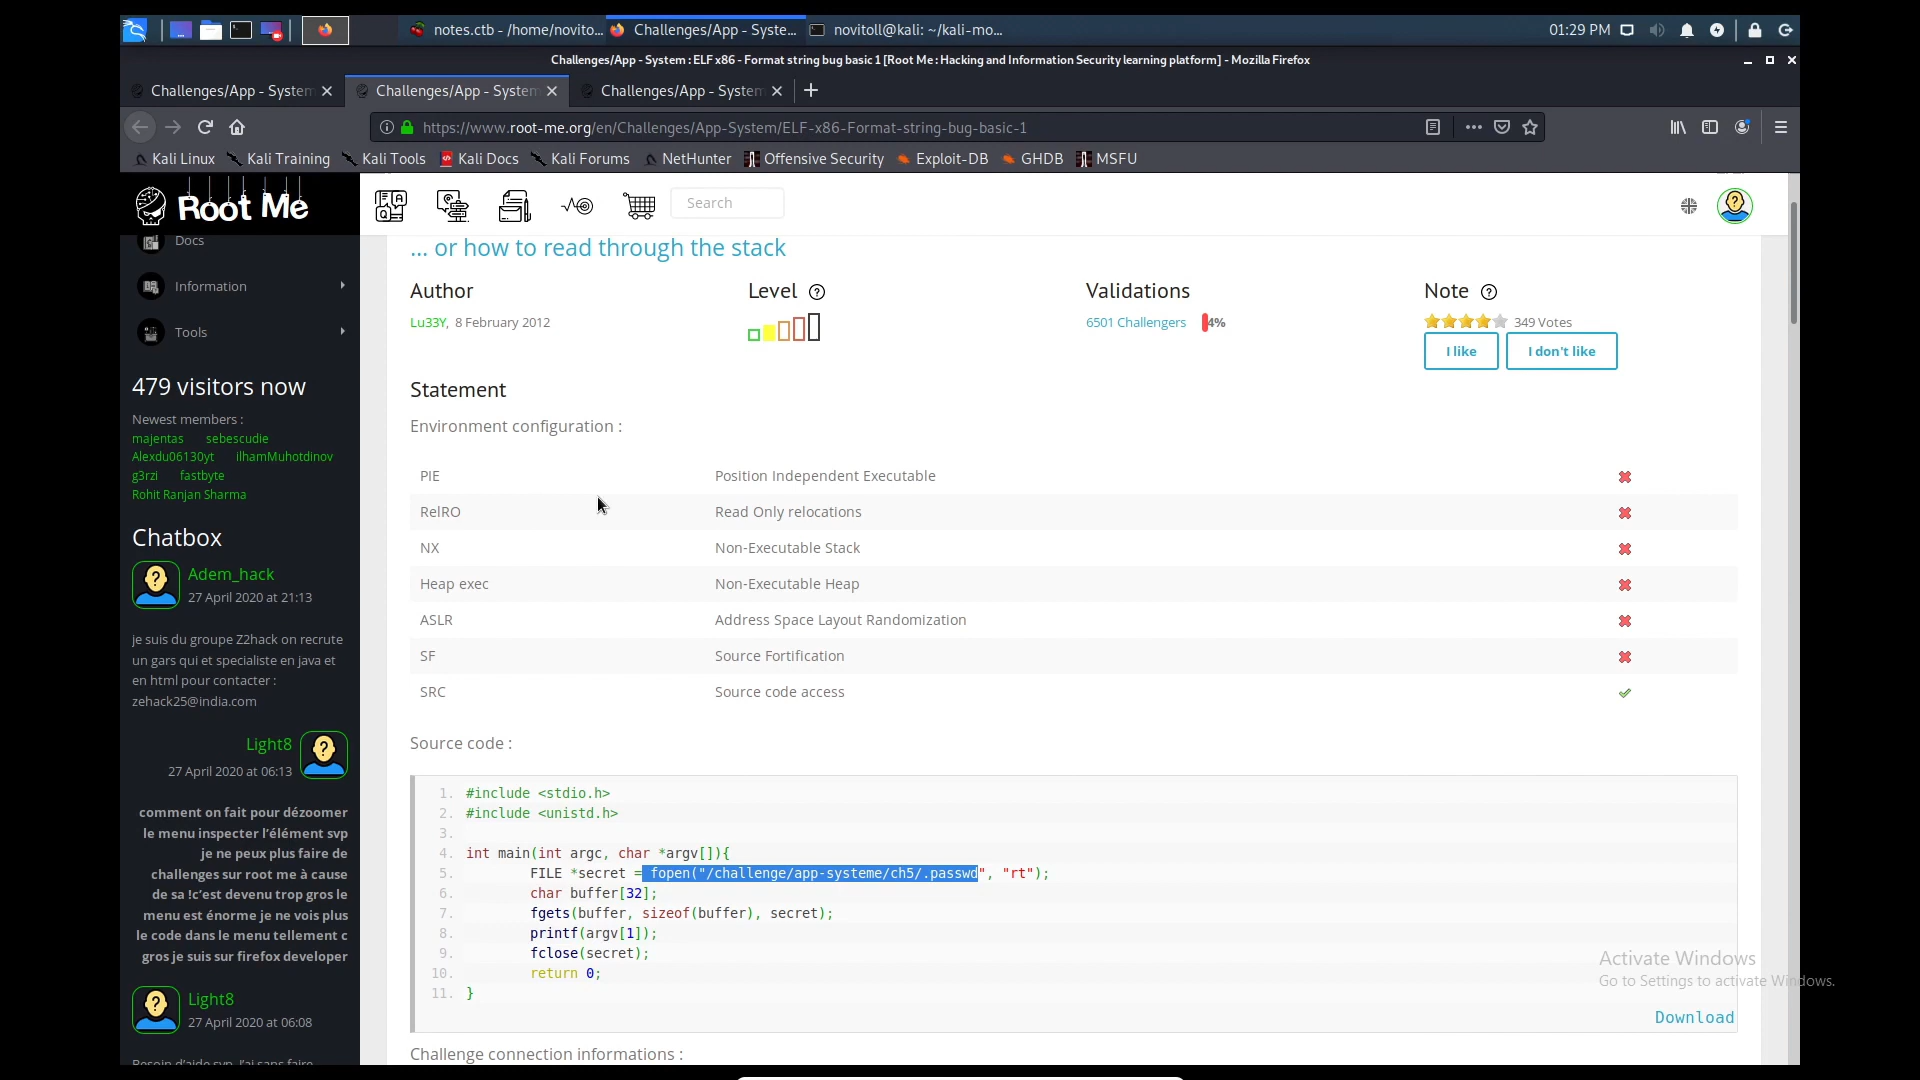 notes.ctb - /home/novito...
Challenges/App - Syste...
novitoll@kali: ~/kali-mo...
01:29 PM
Challenges/App - System : ELF x86 - Format string bug basic 1 [Root Me : Hacking and Information Security learning platform] - Mozilla Firefox
Challenges/App - System
Challenges/App - System
Challenges/App - System
https://www.root-me.org/en/Challenges/App-System/ELF-x86-Format-string-bug-basic-1
Kali Linux
Kali Training
Kali Tools
Kali Docs
Kali Forums
NetHunter
Offensive Security
Exploit-DB
GHDB
MSFU
Root Me
Search
Docs
Information
Tools
479 visitors now
Newest members :
majentas sebescudie
Alexdu06130yt ilhamMuhotdinov
g3rzi fastbyte
Rohit Ranjan Sharma
Chatbox
Adem_hack
27 April 2020 at 21:13
je suis du groupe Z2hack on recrute
un gars qui et specialiste en java et
en html pour contacter :
zehack25@india.com
Light8
27 April 2020 at 06:13
comment on fait pour dézoomer
le menu inspecter l'élément svp
je ne peux plus faire de
challenges sur root me à cause
de sa !c'est devenu trop gros le
menu est énorme je ne vois plus
le code dans le menu tellement c
gros je suis sur firefox developer
Light8
27 April 2020 at 06:08
Besoin d'aide svp, J'ai sans faire
... or how to read through the stack
Author
Lu33Y, 8 February 2012
Level
Validations
6501 Challengers 4%
Note
349 Votes
I like
I don't like
Statement
Environment configuration :
PIE Position Independent Executable
RelRO Read Only relocations
NX Non-Executable Stack
Heap exec Non-Executable Heap
ASLR Address Space Layout Randomization
SF Source Fortification
SRC Source code access
Source code :
1. #include <stdio.h>
2. #include <unistd.h>
3.
4. int main(int argc, char *argv[]){
5. FILE *secret = fopen("/challenge/app-systeme/ch5/.passwd", "rt");
6. char buffer[32];
7. fgets(buffer, sizeof(buffer), secret);
8. printf(argv[1]);
9. fclose(secret);
10. return 0;
11. }
Download
Challenge connection informations :
Activate Windows
Go to Settings to activate Windows.